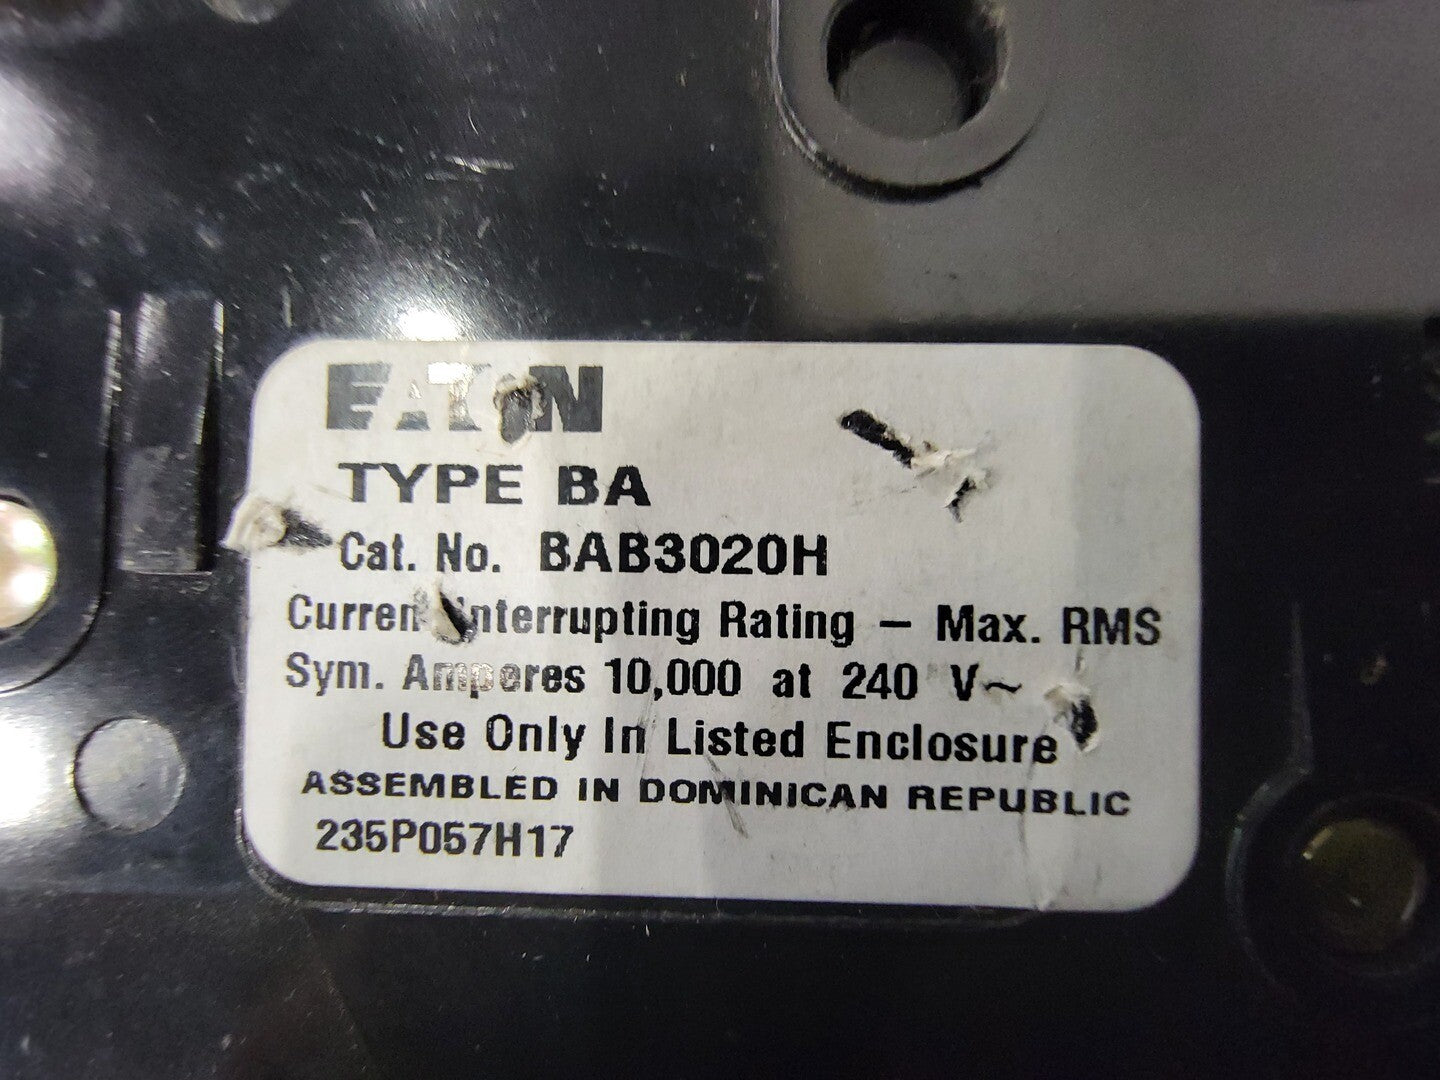 EATON
TYPE BA
Cat. No. BAB3020H
Current Interrupting Rating — Max. RMS
Sym. Amperes 10,000 at 240 V~
Use Only In Listed Enclosure
ASSEMBLED IN DOMINICAN REPUBLIC
235P057H17